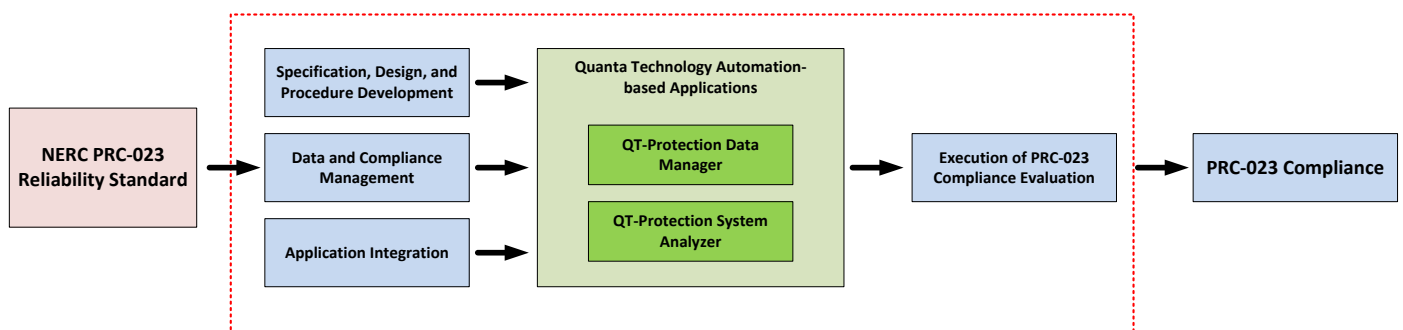 NERC PRC-023
Reliability Standard
Specification, Design, and
Procedure Development
Data and Compliance
Management
Application Integration
Quanta Technology Automation-
based Applications
QT-Protection Data
Manager
QT-Protection System
Analyzer
Execution of PRC-023
Compliance Evaluation
PRC-023 Compliance